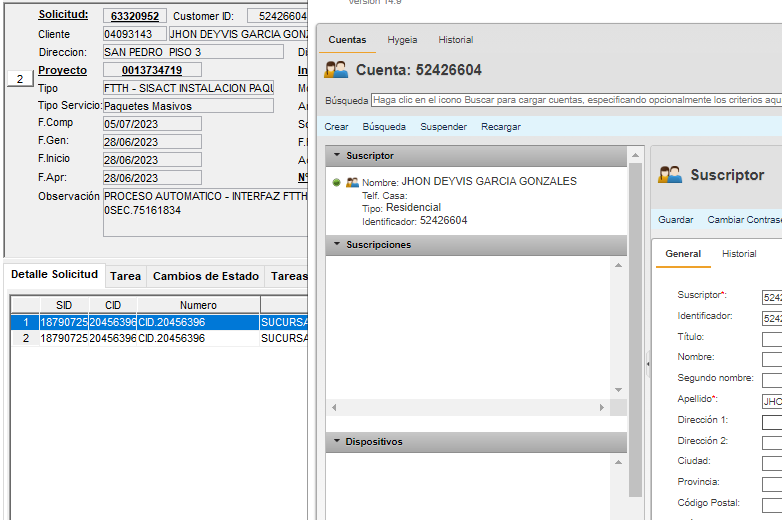 Solicitud: 63320952 Customer ID: 52426604
Cliente 04093143 JHON DEYVIS GARCIA GONZ
Direccion: SAN PEDRO PISO 3 Di
Proyecto 0013734719 In
2
Tipo FTTH - SISACT INSTALACION PAQU
Tipo Servicio: Paquetes Masivos
F.Comp 05/07/2023
F.Gen: 28/06/2023
F.Inicio 28/06/2023
F.Apr: 28/06/2023
Observación PROCESO AUTOMATICO - INTERFAZ FTTH
0SEC.75161834
Detalle Solicitud Tarea Cambios de Estado Tareas
SID CID Numero
1 18790725 20456396 CID.20456396 SUCURSA
2 18790725 20456396 CID.20456396 SUCURSA
Version 14.9
Cuentas Hygeia Historial
Cuenta: 52426604
Búsqueda Haga clic en el icono Buscar para cargar cuentas, especificando opcionalmente los criterios aqu
Crear Búsqueda Suspender Recargar
Suscriptor
Nombre: JHON DEYVIS GARCIA GONZALES
Telf. Casa:
Tipo: Residencial
Identificador: 52426604
Suscripciones
Dispositivos
Suscriptor
Guardar Cambiar Contrase
General Historial
Suscriptor*: 524
Identificador: 524
Título:
Nombre:
Segundo nombre:
Apellido*: JHO
Dirección 1:
Dirección 2:
Ciudad:
Provincia:
Código Postal: